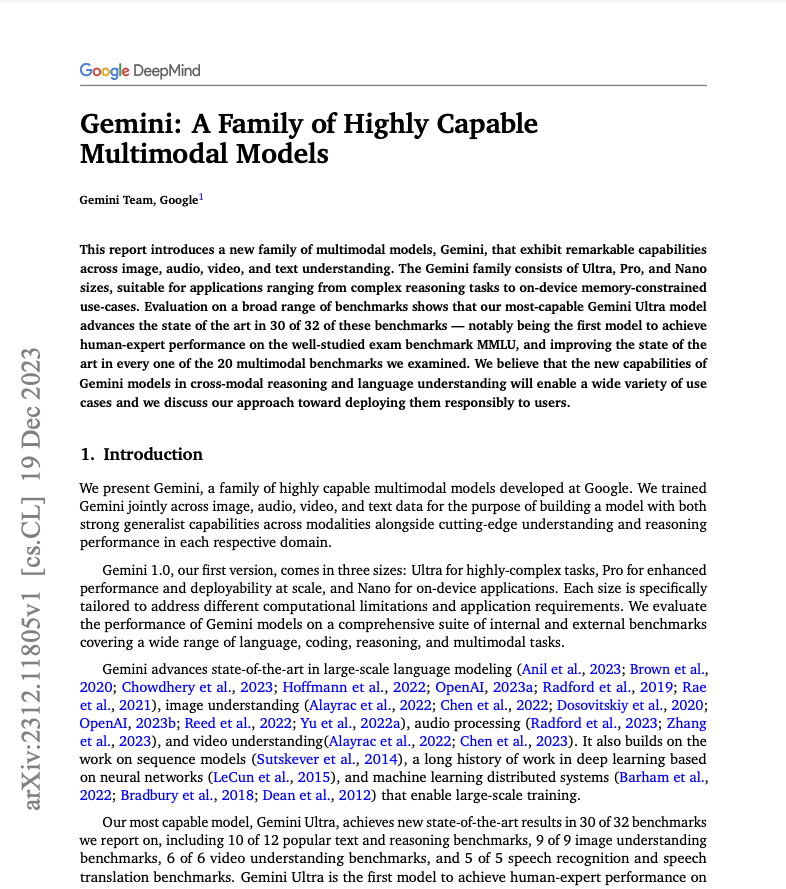 Google DeepMind
Gemini: A Family of Highly Capable
Multimodal Models
Gemini Team, Google1
This report introduces a new family of multimodal models, Gemini, that exhibit remarkable capabilities
across image, audio, video, and text understanding. The Gemini family consists of Ultra, Pro, and Nano
sizes, suitable for applications ranging from complex reasoning tasks to on-device memory-constrained
use-cases. Evaluation on a broad range of benchmarks shows that our most-capable Gemini Ultra model
advances the state of the art in 30 of 32 of these benchmarks — notably being the first model to achieve
human-expert performance on the well-studied exam benchmark MMLU, and improving the state of the
art in every one of the 20 multimodal benchmarks we examined. We believe that the new capabilities of
Gemini models in cross-modal reasoning and language understanding will enable a wide variety of use
cases and we discuss our approach toward deploying them responsibly to users.
1. Introduction
We present Gemini, a family of highly capable multimodal models developed at Google. We trained
Gemini jointly across image, audio, video, and text data for the purpose of building a model with both
strong generalist capabilities across modalities alongside cutting-edge understanding and reasoning
performance in each respective domain.
Gemini 1.0, our first version, comes in three sizes: Ultra for highly-complex tasks, Pro for enhanced
performance and deployability at scale, and Nano for on-device applications. Each size is specifically
tailored to address different computational limitations and application requirements. We evaluate
the performance of Gemini models on a comprehensive suite of internal and external benchmarks
covering a wide range of language, coding, reasoning, and multimodal tasks.
Gemini advances state-of-the-art in large-scale language modeling (Anil et al., 2023; Brown et al.,
2020; Chowdhery et al., 2023; Hoffmann et al., 2022; OpenAI, 2023a; Radford et al., 2019; Rae
et al., 2021), image understanding (Alayrac et al., 2022; Chen et al., 2022; Dosovitskiy et al., 2020;
OpenAI, 2023b; Reed et al., 2022; Yu et al., 2022a), audio processing (Radford et al., 2023; Zhang
et al., 2023), and video understanding(Alayrac et al., 2022; Chen et al., 2023). It also builds on the
work on sequence models (Sutskever et al., 2014), a long history of work in deep learning based
on neural networks (LeCun et al., 2015), and machine learning distributed systems (Barham et al.,
2022; Bradbury et al., 2018; Dean et al., 2012) that enable large-scale training.
Our most capable model, Gemini Ultra, achieves new state-of-the-art results in 30 of 32 benchmarks
we report on, including 10 of 12 popular text and reasoning benchmarks, 9 of 9 image understanding
benchmarks, 6 of 6 video understanding benchmarks, and 5 of 5 speech recognition and speech
translation benchmarks. Gemini Ultra is the first model to achieve human-expert performance on
arXiv:2312.11805v1 [cs.CL] 19 Dec 2023